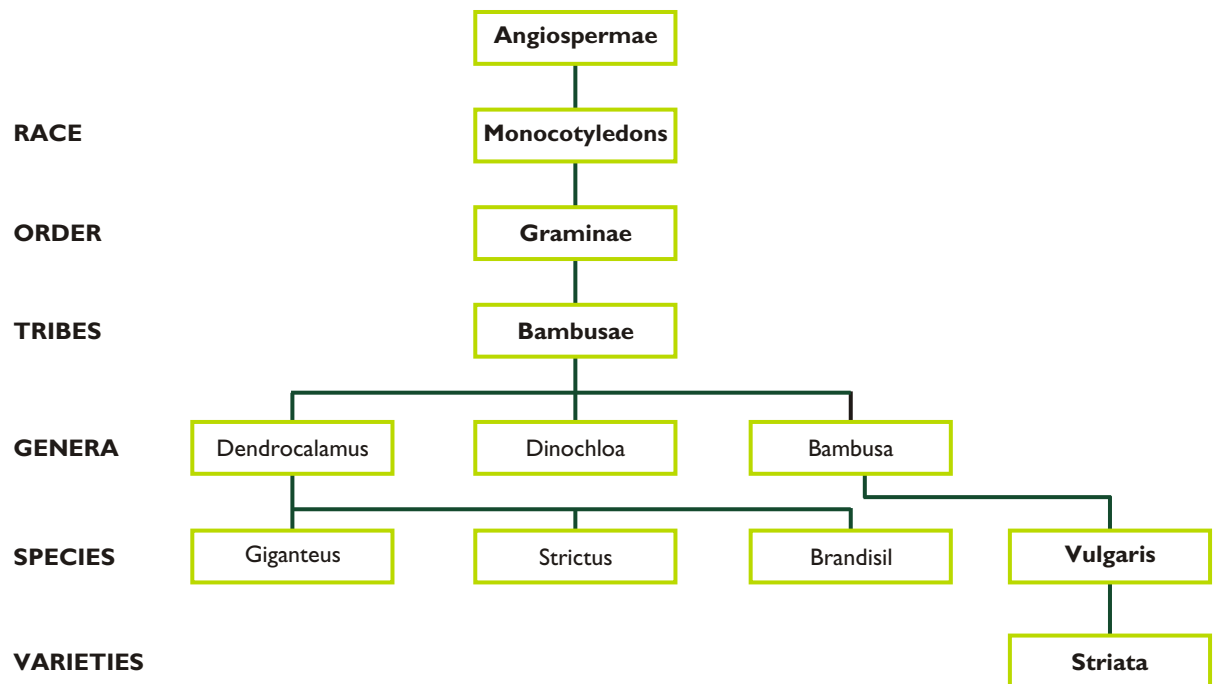 Angiospermae
RACE Monocotyledons
ORDER Graminae
TRIBES Bambusae
GENERA Dendrocalamus Dinochloa Bambusa
SPECIES Giganteus Strictus Brandisil Vulgaris
VARIETIES Striata